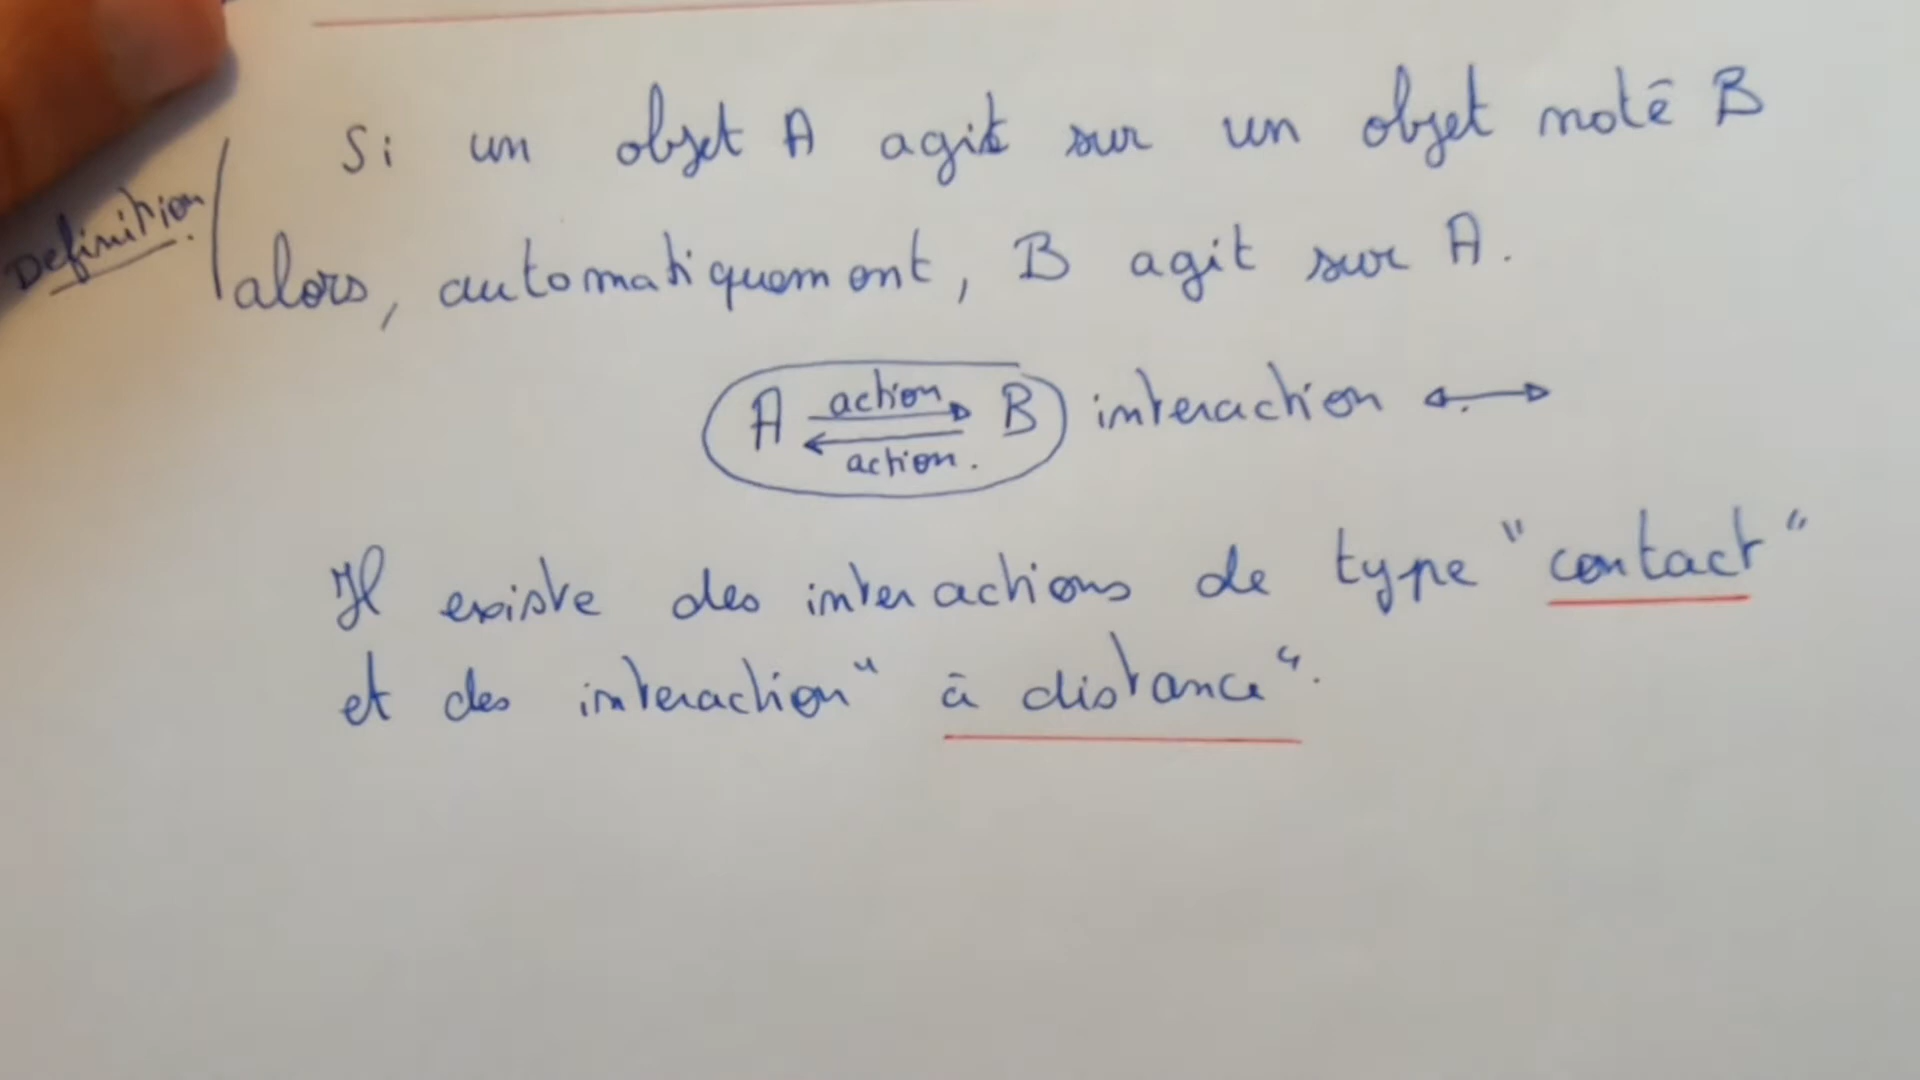 Si un objet A agit sur un objet noté B
Definition
alors, automatiquement, B agit sur A.
A action B interaction
action.
Il existe des interactions de type "contact"
et des interaction "à distance".